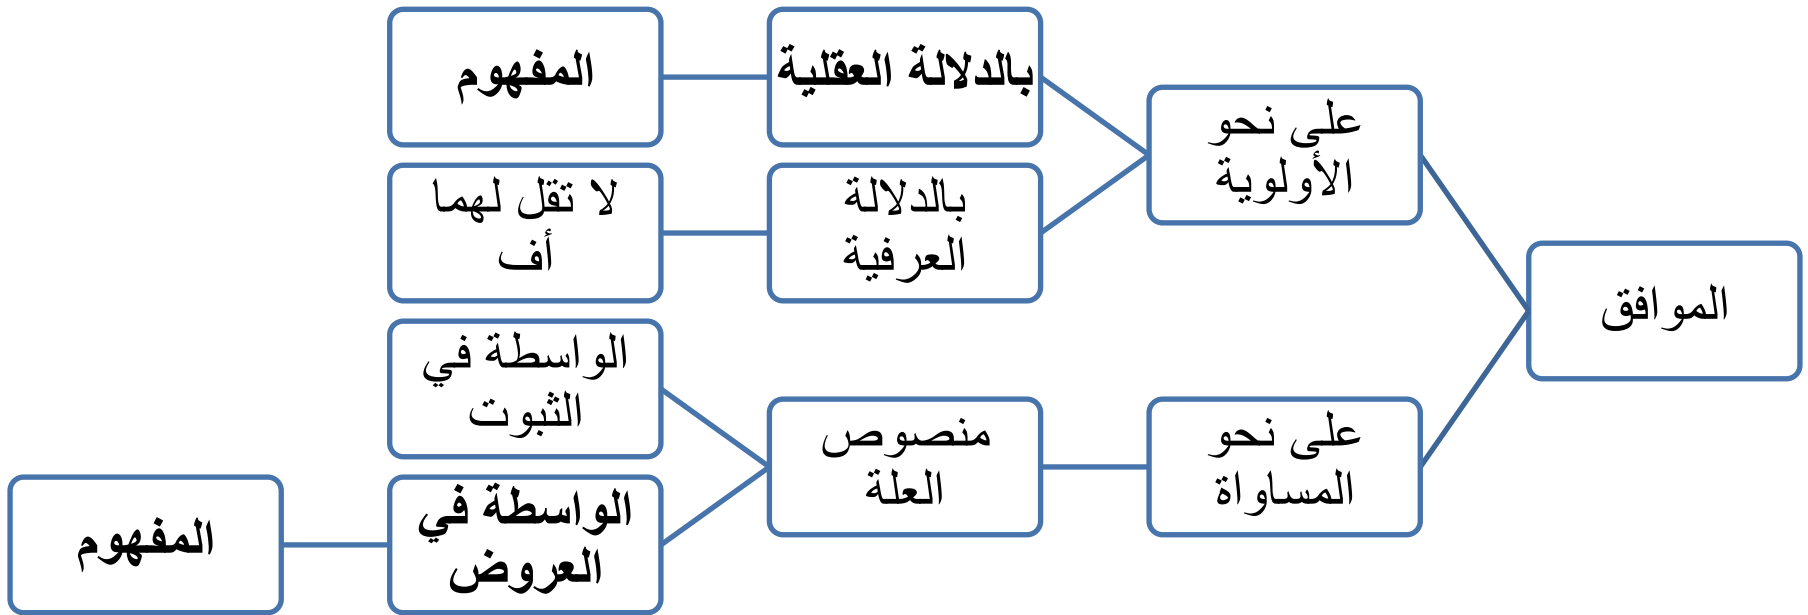 الموافق
على نحو
الأولوية
بالدلالة العقلية
المفهوم
بالدلالة
العرفية
لا تقل لهما
أف
على نحو
المساواة
منصوص
العلة
الواسطة في
الثبوت
الواسطة في
العروض
المفهوم